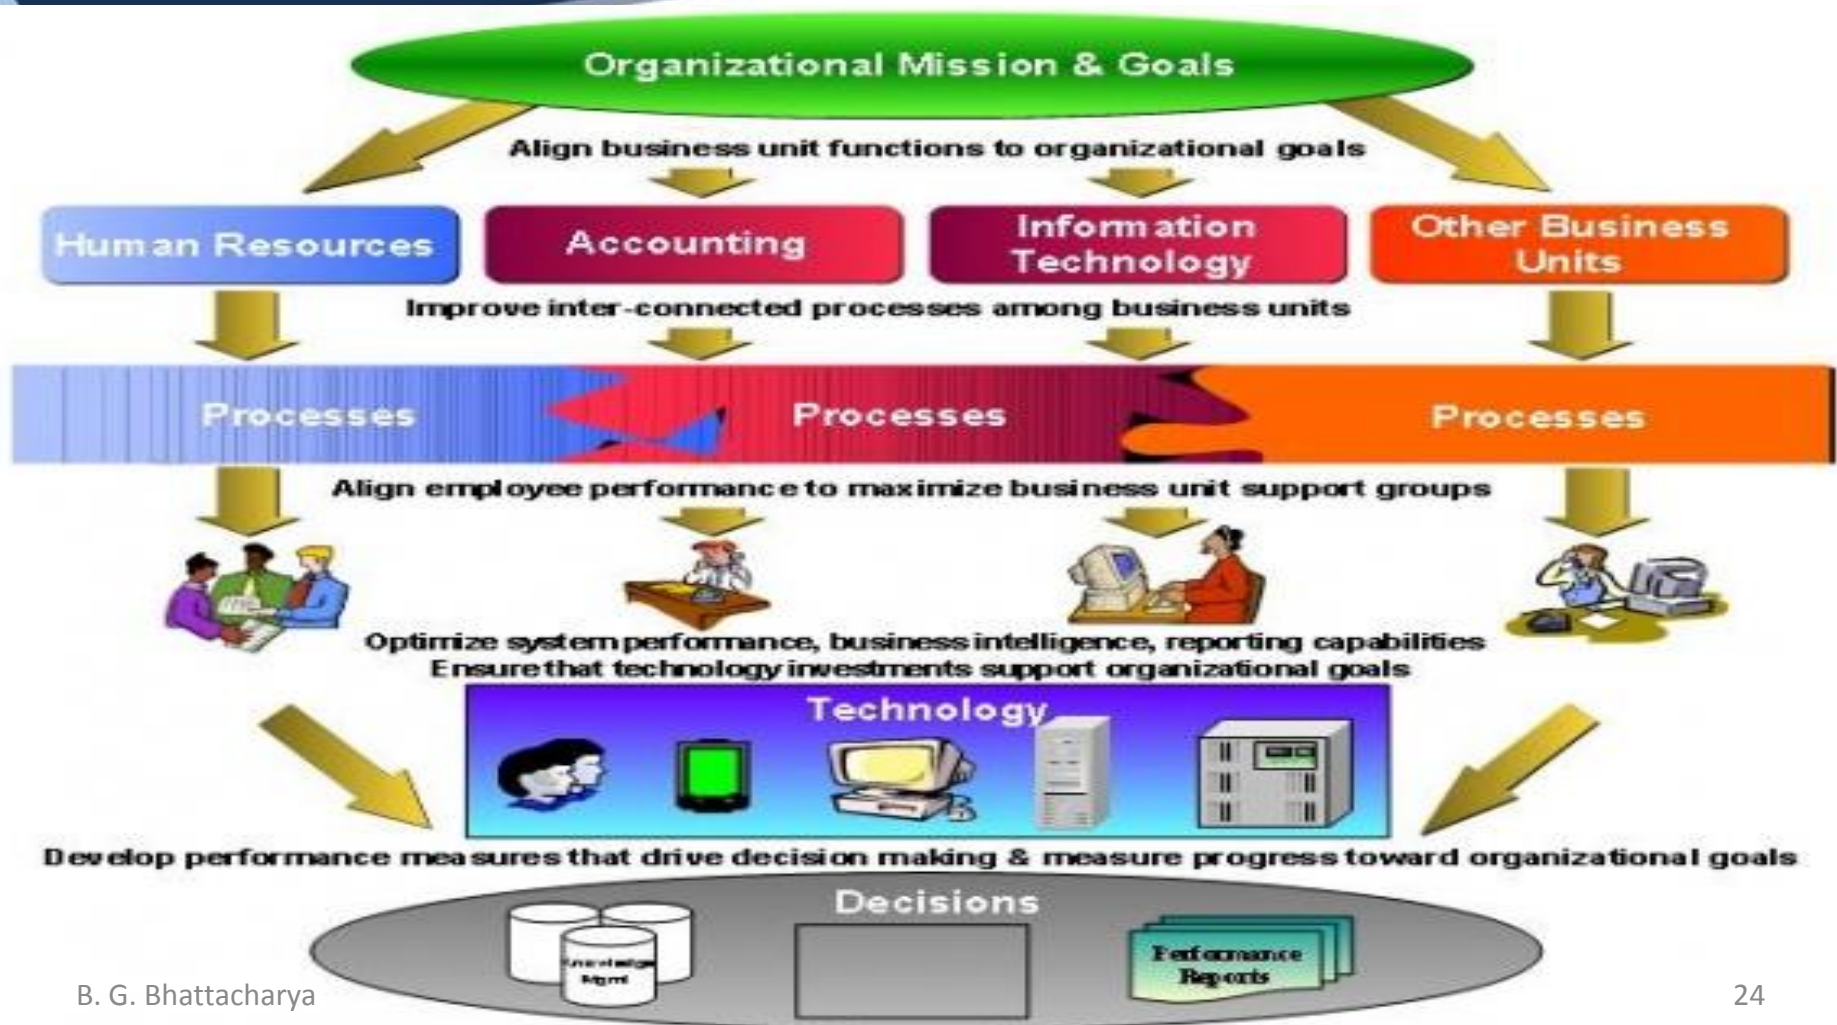 Organizational Mission & Goals
Align business unit functions to organizational goals
Human Resources
Accounting
Information
Technology
Other Business
Units
Improve inter-connected processes among business units
Processes
Processes
Processes
Align employee performance to maximize business unit support groups
Optimize system performance, business intelligence, reporting capabilities
Ensure that technology investments support organizational goals
Technology
Develop performance measures that drive decision making & measure progress toward organizational goals
Decisions
Knowledge
Mgmt
Performance
Reports
B. G. Bhattacharya
24